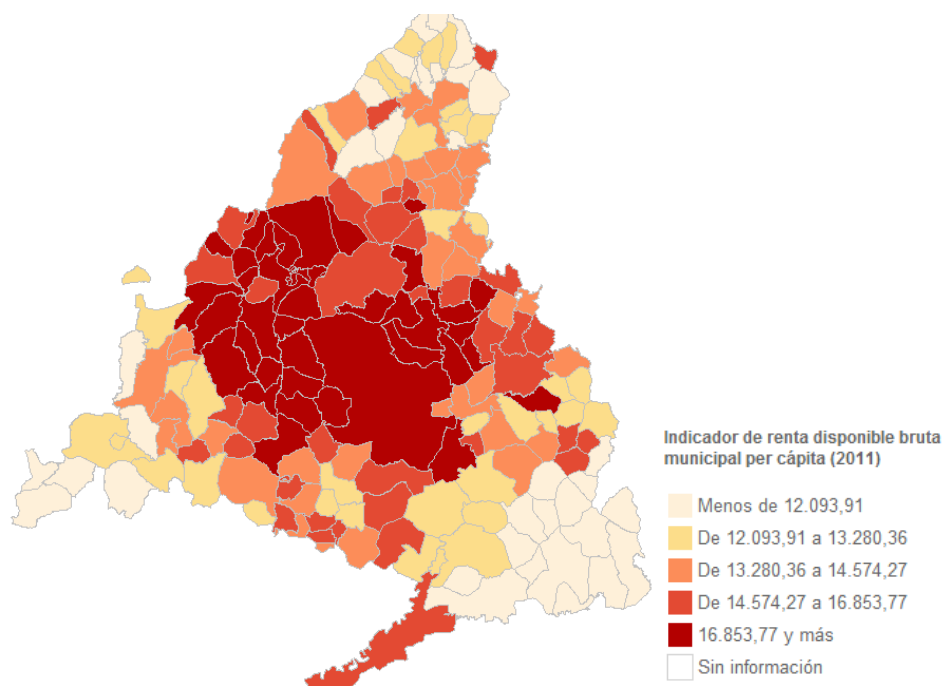 Indicador de renta disponible bruta
municipal per cápita (2011)
Menos de 12.093,91
De 12.093,91 a 13.280,36
De 13.280,36 a 14.574,27
De 14.574,27 a 16.853,77
16.853,77 y más
Sin información